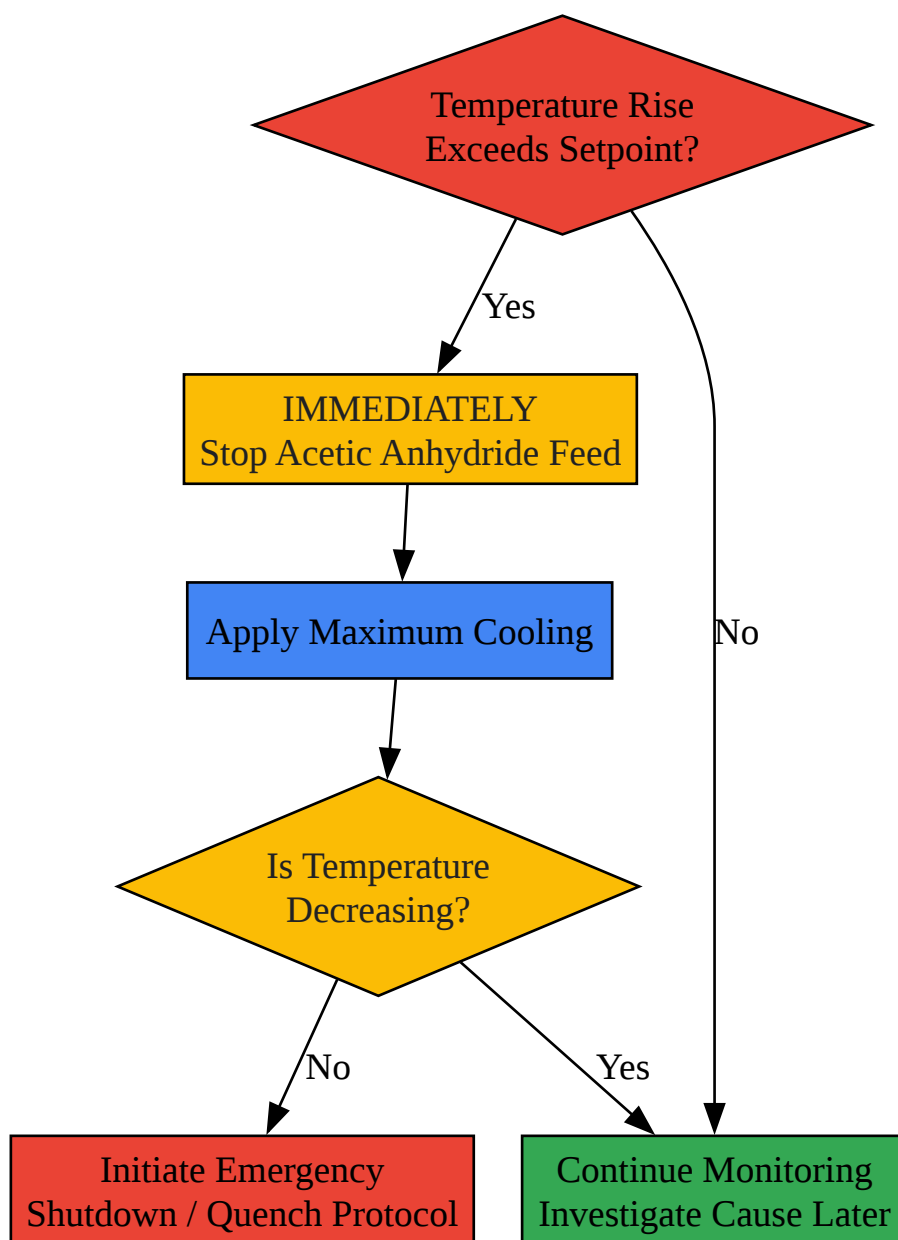 Temperature Rise
Exceeds Setpoint?
Yes
IMMEDIATELY
Stop Acetic Anhydride Feed
Apply Maximum Cooling
No
Is Temperature
Decreasing?
No
Yes
Initiate Emergency
Shutdown / Quench Protocol
Continue Monitoring
Investigate Cause Later